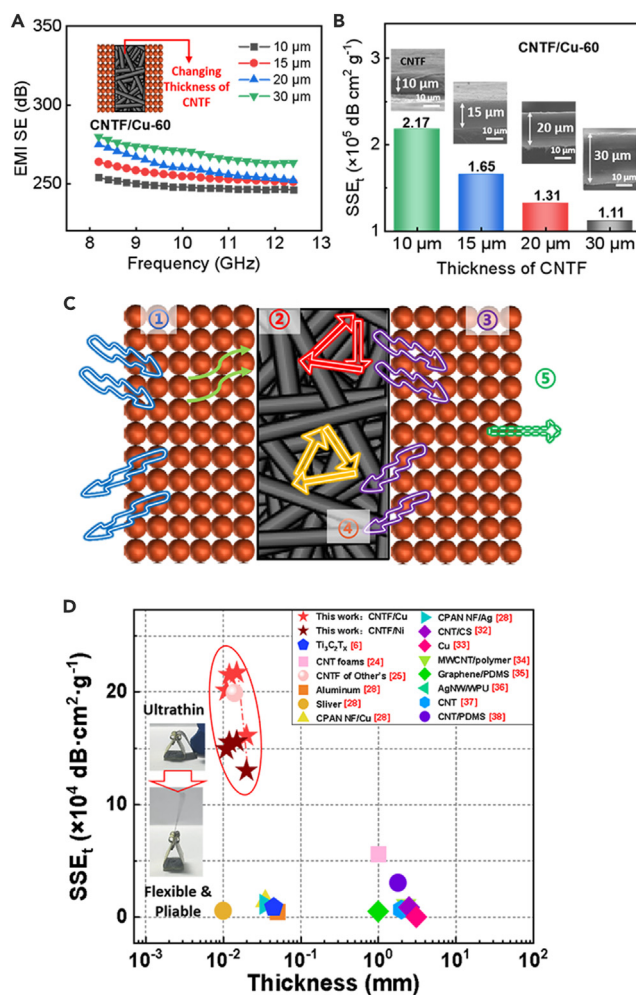 A
EMI SE (dB)
350
300
250
CNTF/Cu-60
Changing
Thickness of
CNTF
10 μm
15 μm
20 μm
30 μm
8
9
10
11
12
13
Frequency (GHz)
B
SSEt (×10⁵ dB cm² g⁻¹)
3
2
1
CNTF/Cu-60
CNTF
10 μm
10 μm
15 μm
10 μm
20 μm
10 μm
30 μm
10 μm
2.17
1.65
1.31
1.11
10 μm
15 μm
20 μm
30 μm
Thickness of CNTF
C
①
②
③
④
⑤
D
SSEt (×10⁴ dB·cm²·g⁻¹)
20
10
0
This work: CNTF/Cu
This work: CNTF/Ni
Ti₃C₂Tₓ [6]
CNT foams [24]
CNTF of Other's [25]
Aluminum [28]
Sliver [28]
CPAN NF/Cu [28]
CPAN NF/Ag [28]
CNT/CS [32]
Cu [33]
MWCNT/polymer [34]
Graphene/PDMS [35]
AgNW/WPU [36]
CNT [37]
CNT/PDMS [38]
Ultrathin
Flexible &
Pliable
10⁻³
10⁻²
10⁻¹
10⁰
10¹
10²
Thickness (mm)